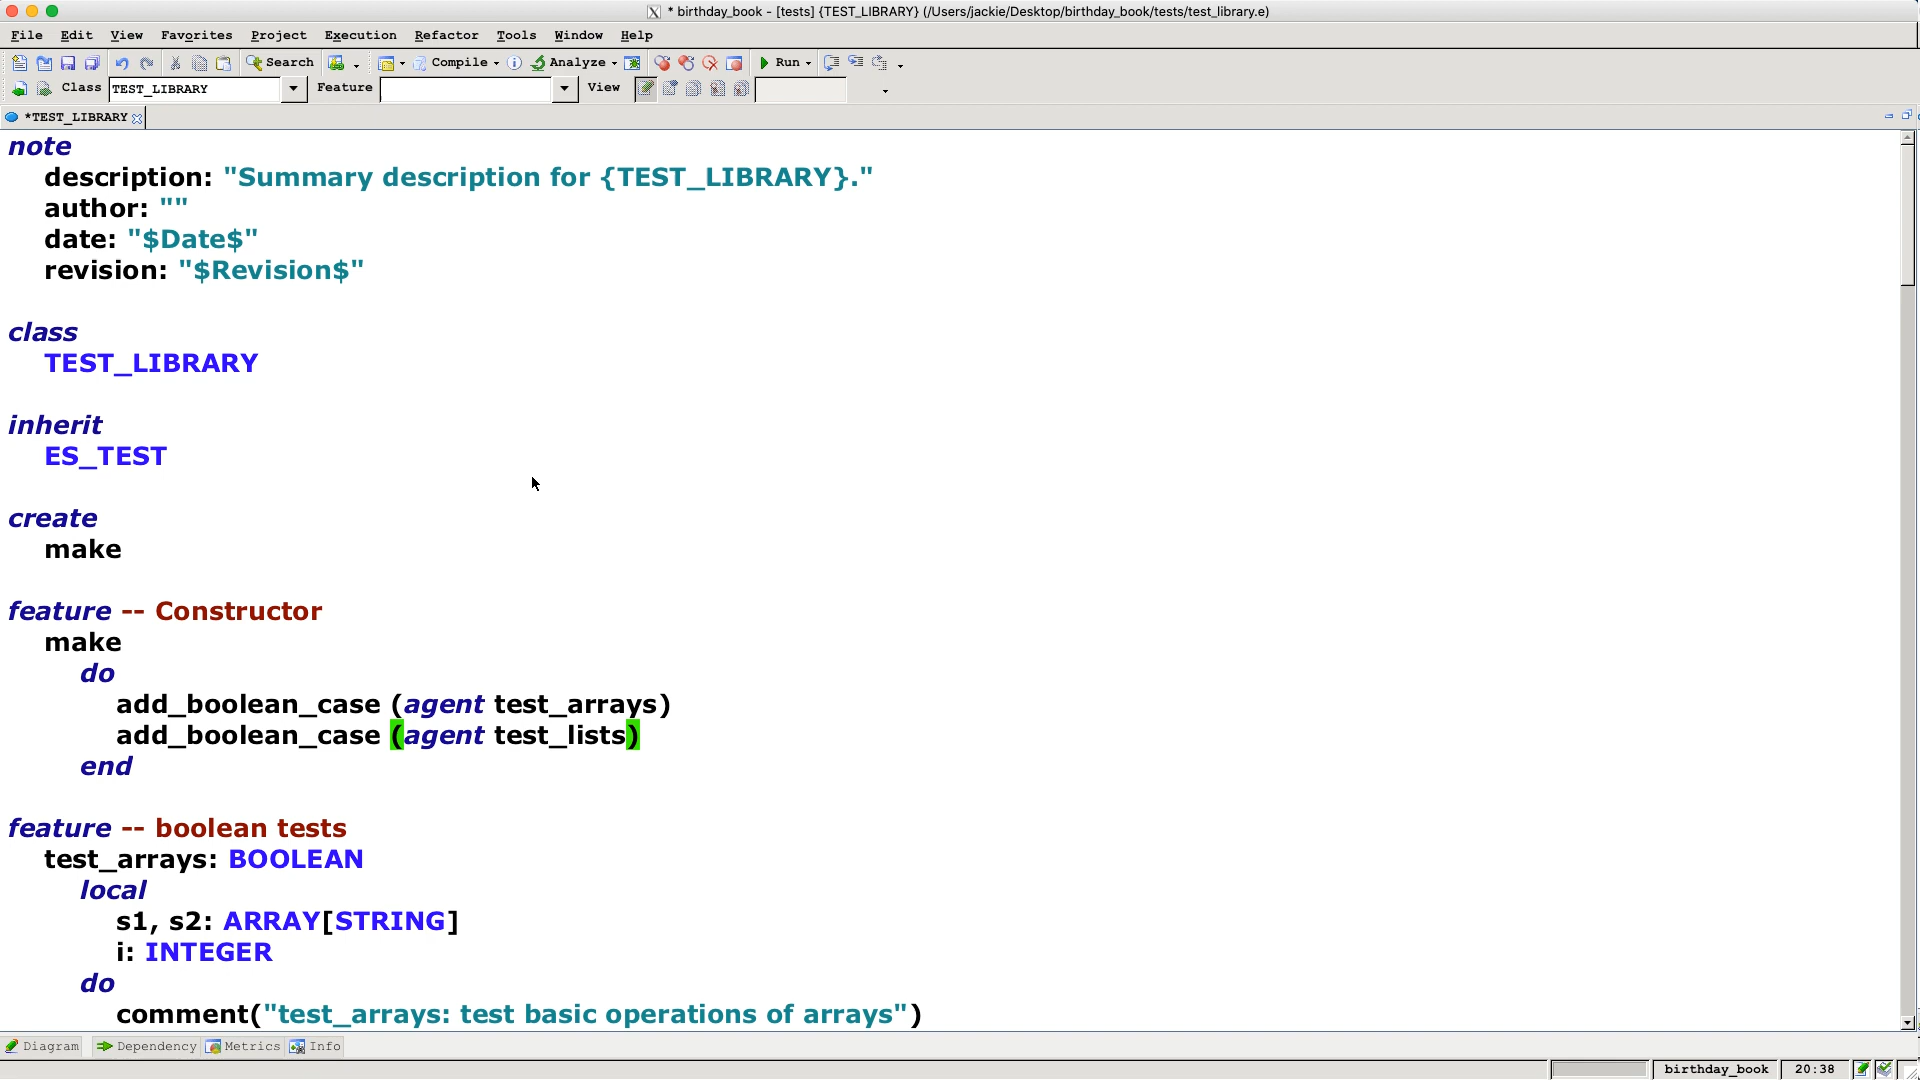 * birthday_book - [tests] {TEST_LIBRARY} (/Users/jackie/Desktop/birthday_book/tests/test_library.e)
File Edit View Favorites Project Execution Refactor Tools Window Help
Search Compile Analyze Run
Class TEST_LIBRARY Feature View
*TEST_LIBRARY
note
description: "Summary description for {TEST_LIBRARY}."
author: ""
date: "$Date$"
revision: "$Revision$"
class
TEST_LIBRARY
inherit
ES_TEST
create
make
feature -- Constructor
make
do
add_boolean_case (agent test_arrays)
add_boolean_case (agent test_lists)
end
feature -- boolean tests
test_arrays: BOOLEAN
local
s1, s2: ARRAY[STRING]
i: INTEGER
do
comment("test_arrays: test basic operations of arrays")
Diagram Dependency Metrics Info
birthday_book 20:38